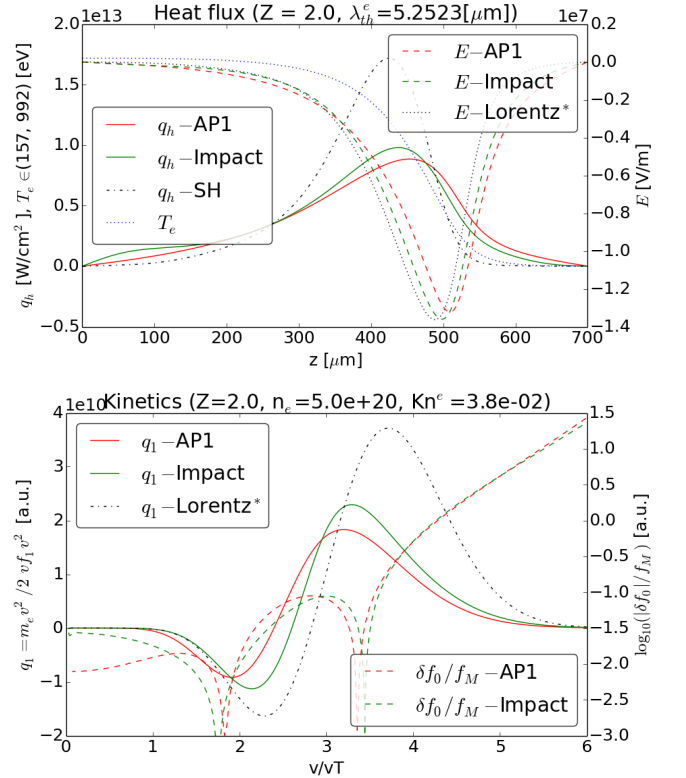 Heat flux (Z = 2.0, λ_th^e=5.2523[μm])
1e13
1e7
2.0
1.5
1.0
0.5
0.0
−0.5
q_h [W/cm² ], T_e ∈(157, 992) [eV]
q_h−AP1
q_h−Impact
q_h−SH
T_e
E−AP1
E−Impact
E−Lorentz*
0.2
0.0
−0.2
−0.4
−0.6
−0.8
−1.0
−1.2
−1.4
E [V/m]
0 100 200 300 400 500 600 700
z [μm]
Kinetics (Z=2.0, n_e=5.0e+20, Kn^e =3.8e-02)
1e10
4
3
2
1
0
−1
−2
q_1 =m_e v² /2 vf_1 v² [a.u.]
q_1−AP1
q_1−Impact
q_1−Lorentz*
δf_0/f_M −AP1
δf_0/f_M −Impact
1.5
1.0
0.5
0.0
−0.5
−1.0
−1.5
−2.0
−2.5
−3.0
log_10(|δf_0|/f_M) [a.u.]
0 1 2 3 4 5 6
v/vT